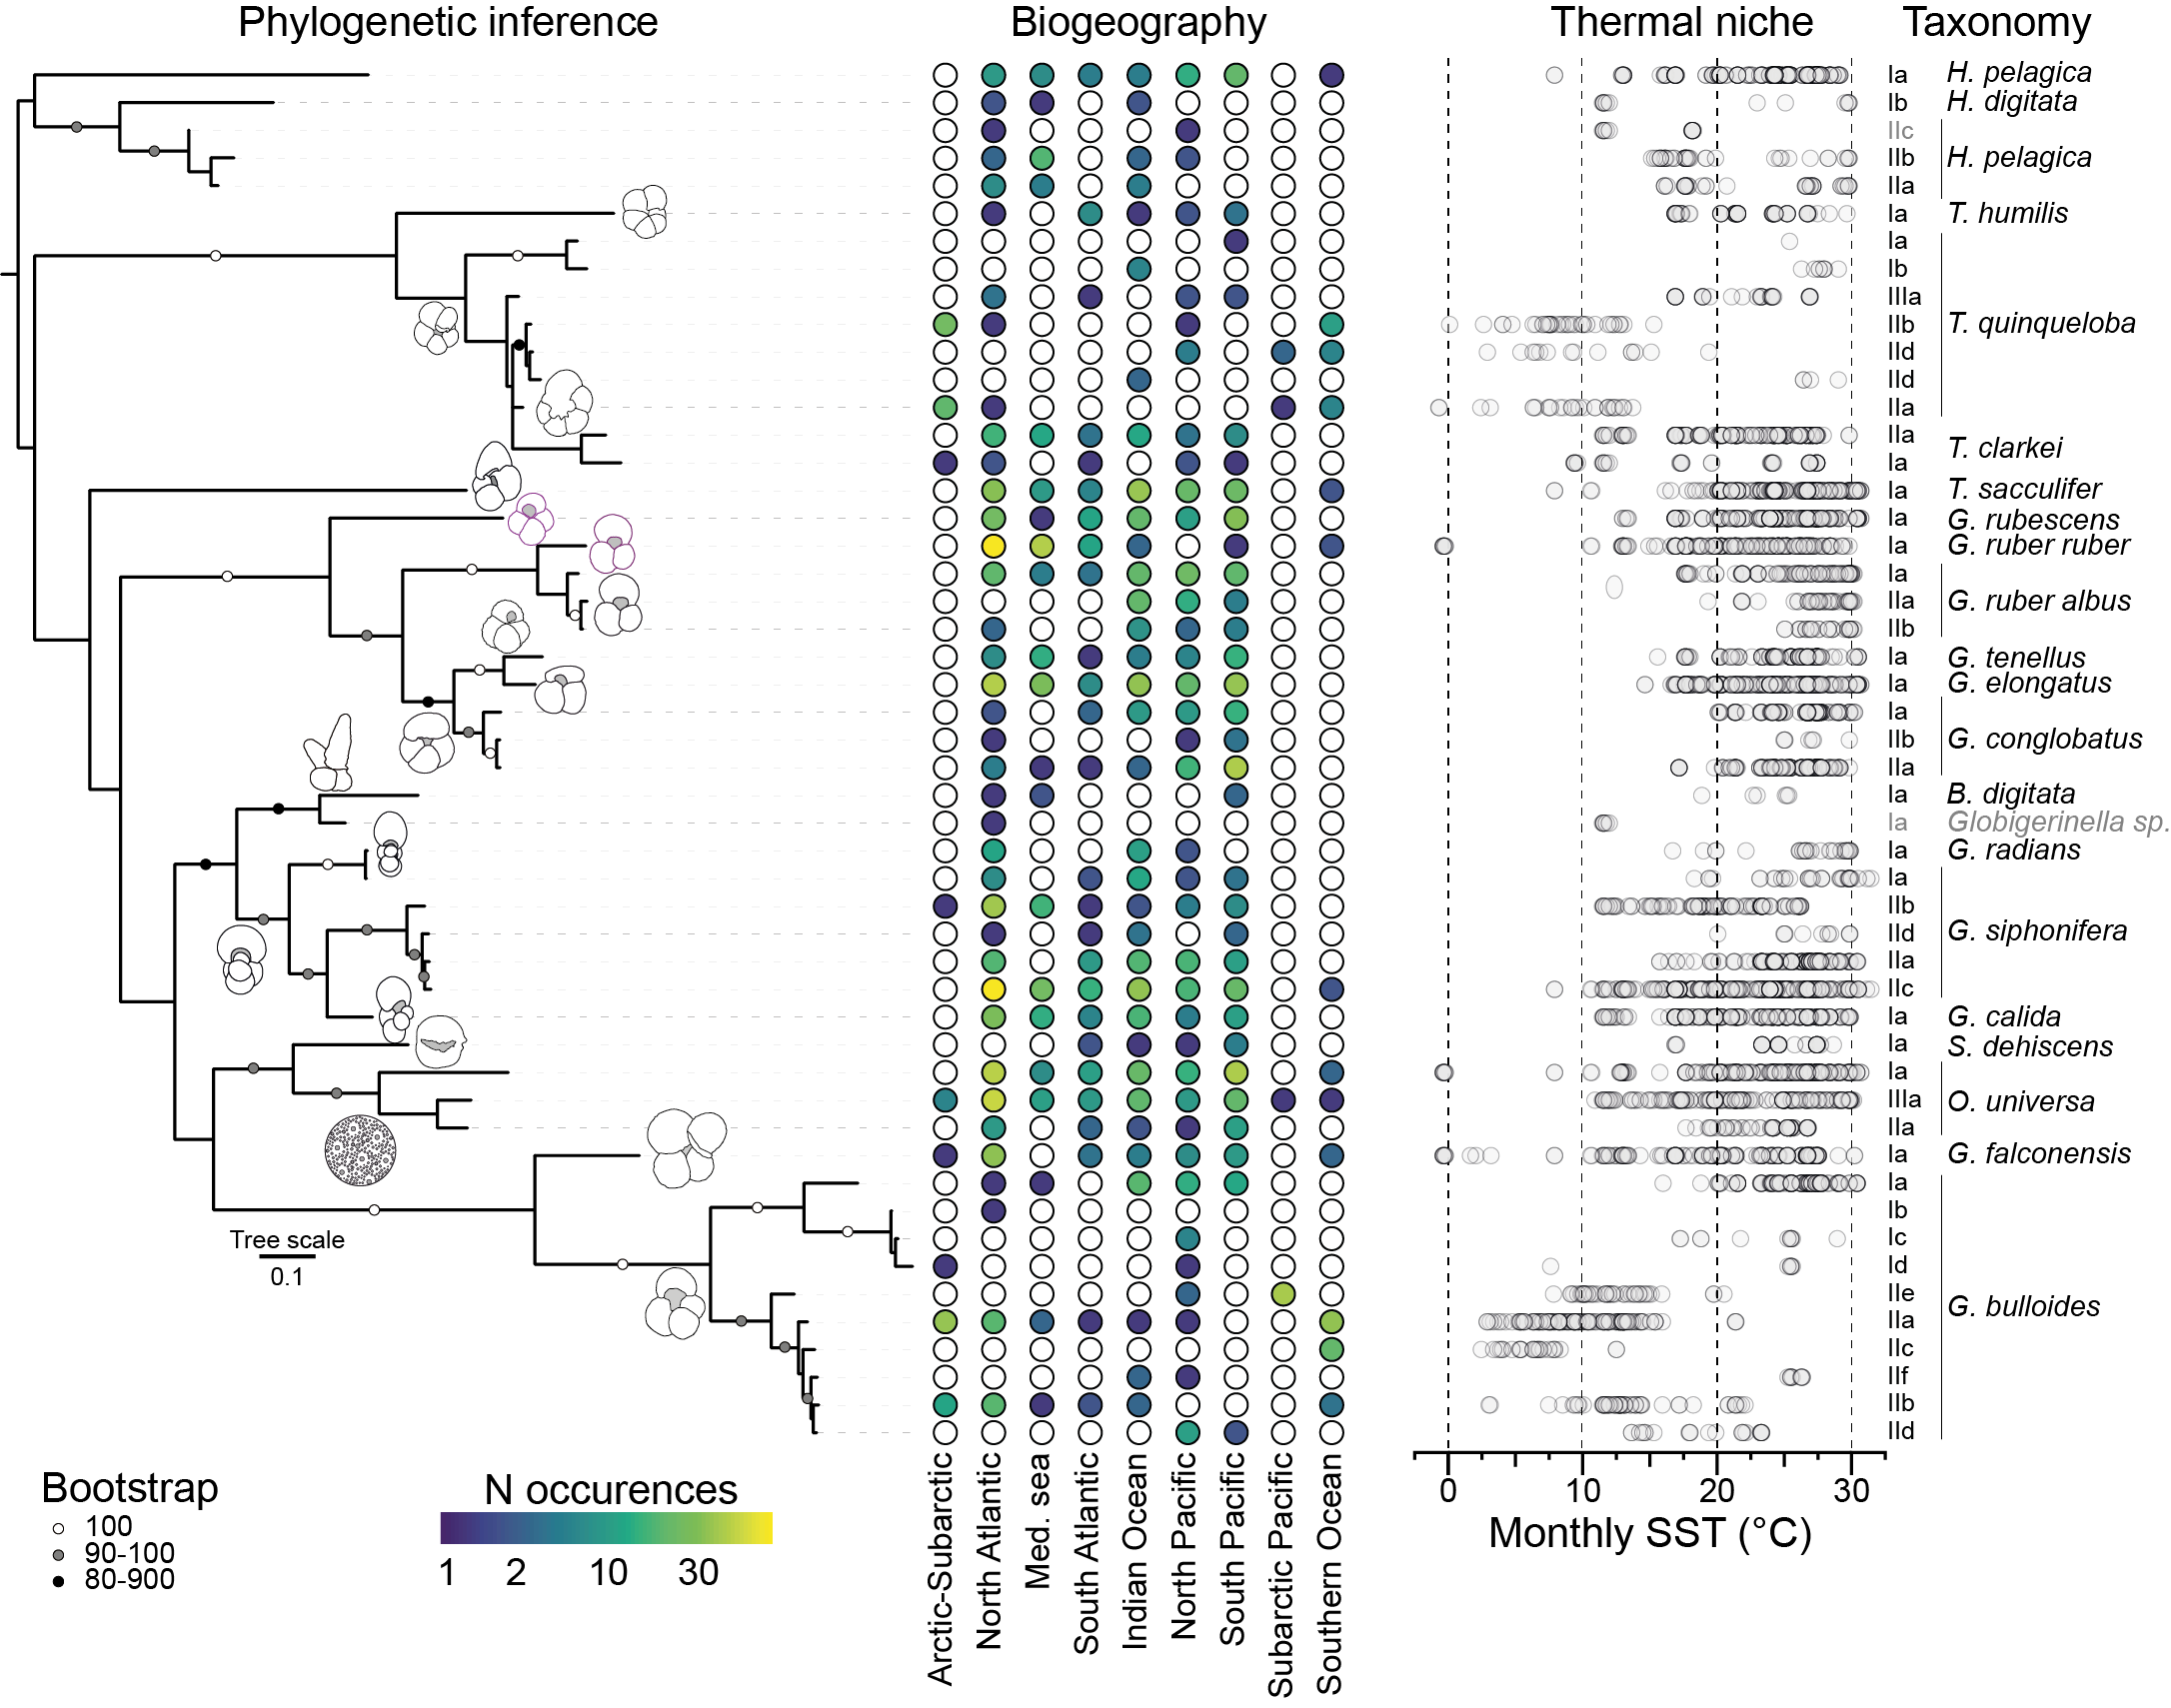 Phylogenetic inference
Biogeography
Thermal niche
Taxonomy
Ia H. pelagica
Ib H. digitata
IIc
IIb H. pelagica
IIa
Ia T. humilis
Ia
Ib
IIIa
IIb T. quinqueloba
IId
IId
IIa
IIa
T. clarkei
Ia
Ia T. sacculifer
Ia G. rubescens
Ia G. ruber ruber
Ia
IIa G. ruber albus
IIb
Ia G. tenellus
Ia G. elongatus
Ia
IIb G. conglobatus
IIa
Ia B. digitata
Ia Globigerinella sp.
Ia G. radians
Ia
IIb
IId G. siphonifera
IIa
IIc
Ia G. calida
Ia S. dehiscens
Ia
IIIa O. universa
IIa
Ia G. falconensis
Ia
Ib
Ic
Id
IIe
G. bulloides
IIa
IIc
IIf
IIb
IId
Tree scale
0.1
Bootstrap
100
90-100
80-900
N occurences
1 2 10 30
Arctic-Subarctic
North Atlantic
Med. sea
South Atlantic
Indian Ocean
North Pacific
South Pacific
Subarctic Pacific
Southern Ocean
0 10 20 30
Monthly SST (°C)